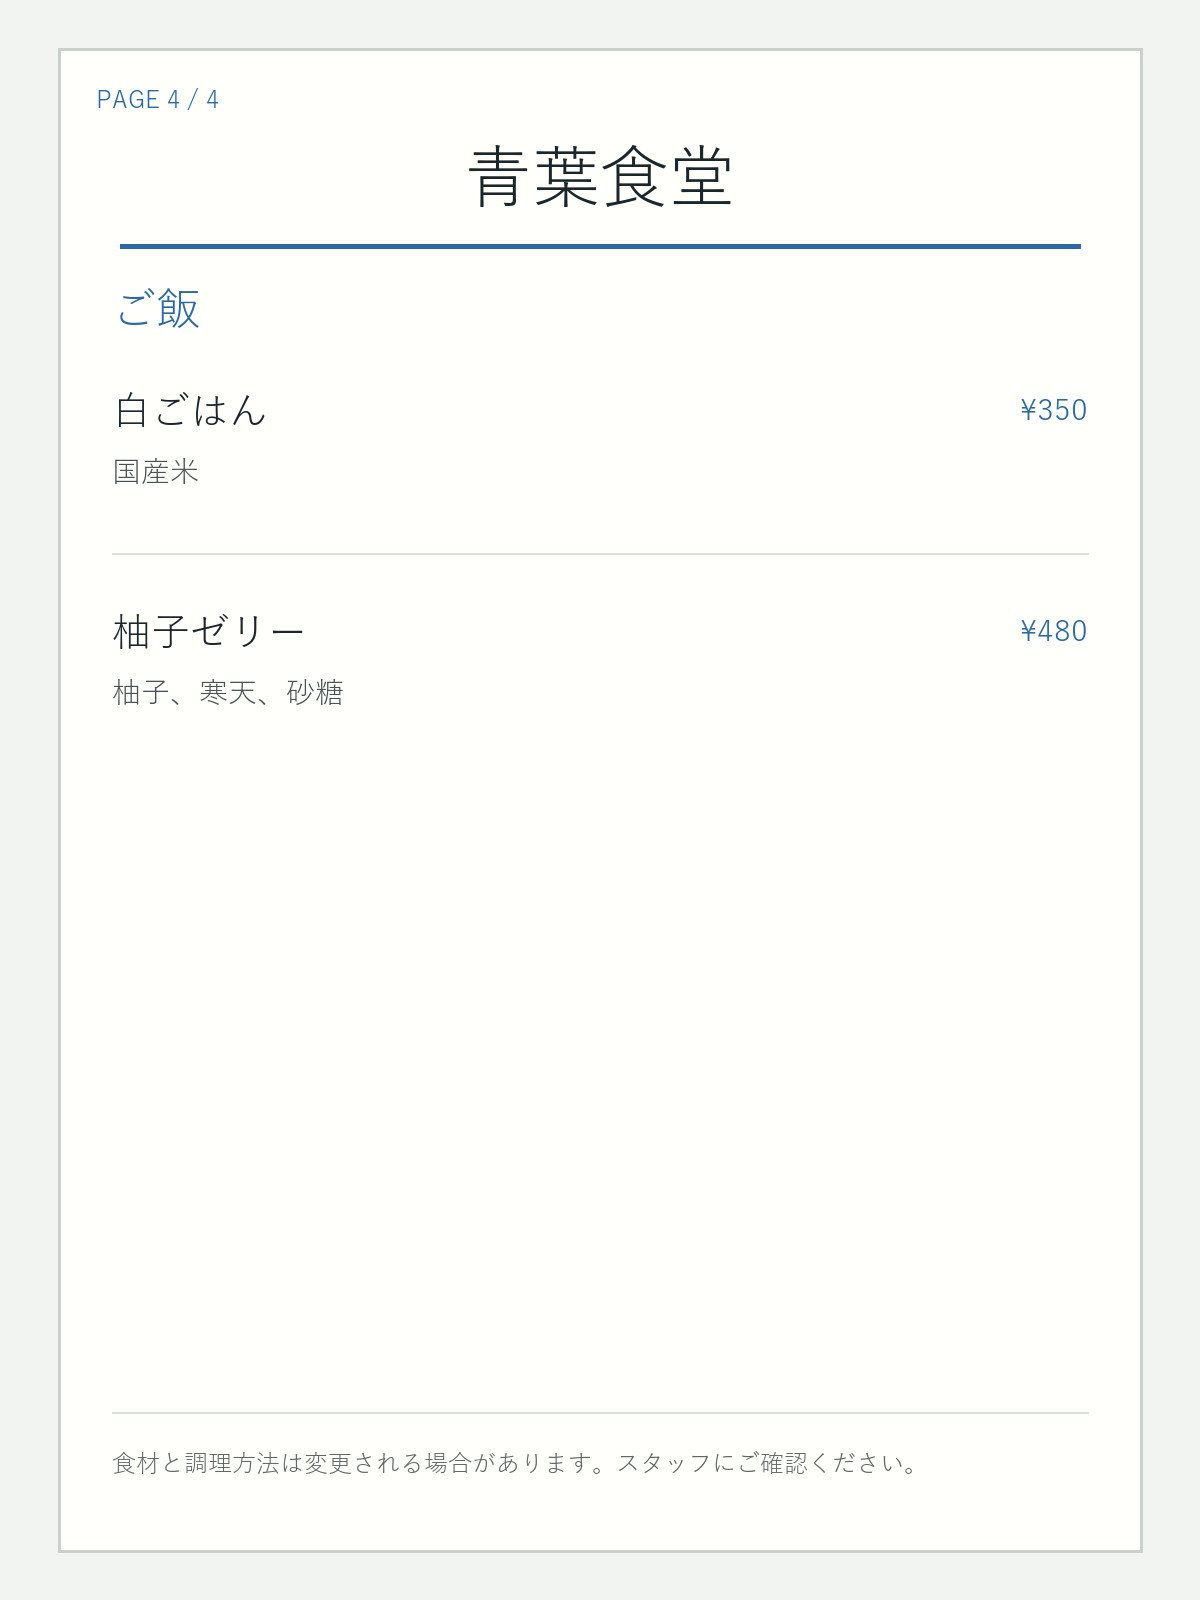 PAGE 4 / 4
青葉食堂
ご飯
白ごはん ¥350
国産米
柚子ゼリー ¥480
柚子、寒天、砂糖
食材と調理方法は変更される場合があります。スタッフにご確認ください。